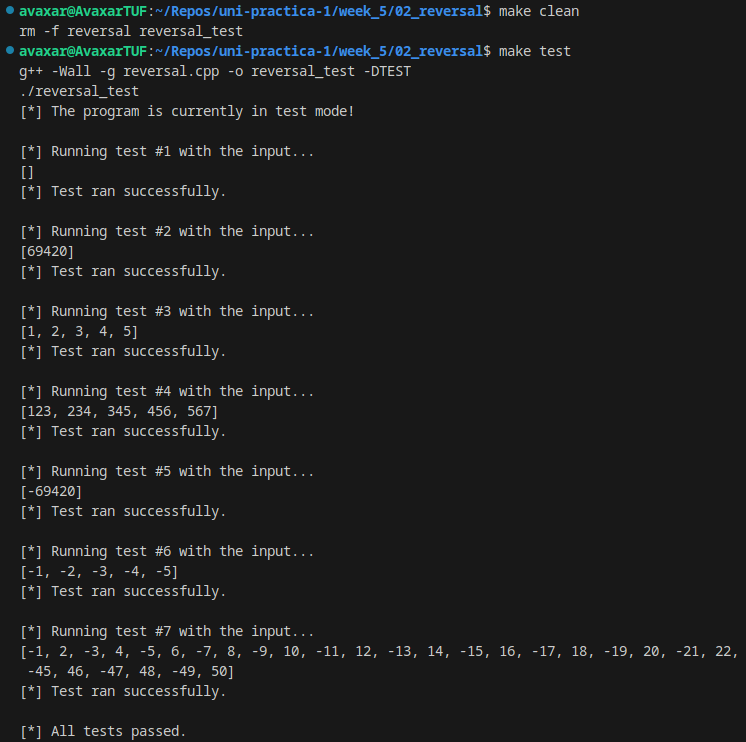 avaxar@AvaxarTUF:~/Repos/uni-practica-1/week_5/02_reversal$ make clean
rm -f reversal reversal_test
avaxar@AvaxarTUF:~/Repos/uni-practica-1/week_5/02_reversal$ make test
g++ -Wall -g reversal.cpp -o reversal_test -DTEST
./reversal_test
[*] The program is currently in test mode!
[*] Running test #1 with the input...
[]
[*] Test ran successfully.
[*] Running test #2 with the input...
[69420]
[*] Test ran successfully.
[*] Running test #3 with the input...
[1, 2, 3, 4, 5]
[*] Test ran successfully.
[*] Running test #4 with the input...
[123, 234, 345, 456, 567]
[*] Test ran successfully.
[*] Running test #5 with the input...
[-69420]
[*] Test ran successfully.
[*] Running test #6 with the input...
[-1, -2, -3, -4, -5]
[*] Test ran successfully.
[*] Running test #7 with the input...
[-1, 2, -3, 4, -5, 6, -7, 8, -9, 10, -11, 12, -13, 14, -15, 16, -17, 18, -19, 20, -21, 22,
-45, 46, -47, 48, -49, 50]
[*] Test ran successfully.
[*] All tests passed.